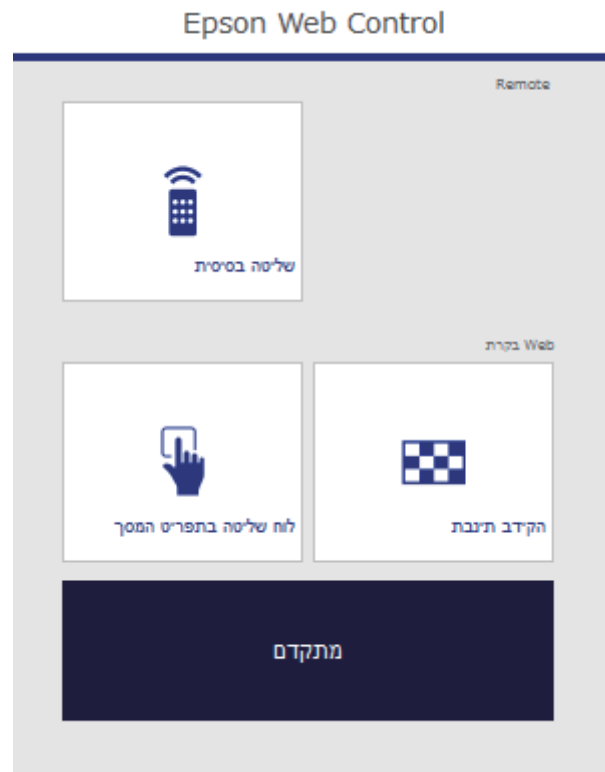 Epson Web Control
Remote
שליטה בסיסית
Web בקרת
הקידב תינבת
לוח שליטה בתפריט המסך
מתקדם